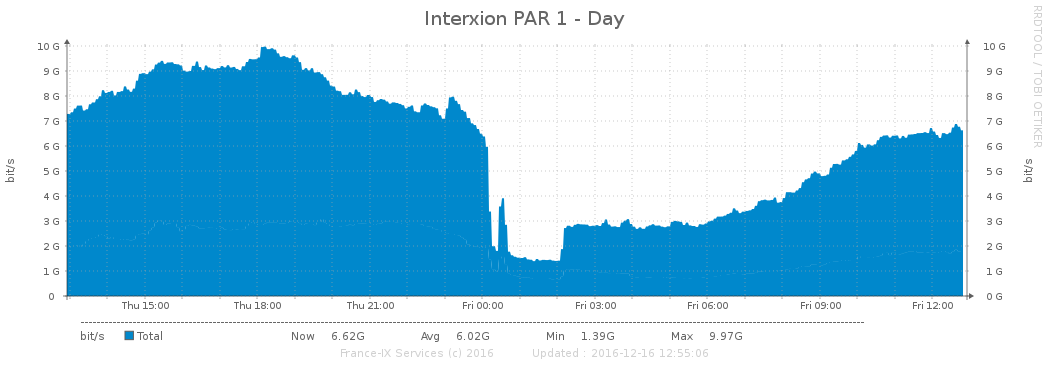 Interxion PAR 1 - Day
RRDTOOL / TOBI OETIKER
10 G 10 G
9 G 9 G
8 G 8 G
7 G 7 G
6 G 6 G
5 G 5 G
4 G 4 G
3 G 3 G
2 G 2 G
1 G 1 G
0 0 G
bit/s
bit/s
Thu 15:00 Thu 18:00 Thu 21:00 Fri 00:00 Fri 03:00 Fri 06:00 Fri 09:00 Fri 12:00
bit/s Total Now 6.62G Avg 6.02G Min 1.39G Max 9.97G
France-IX Services (c) 2016 Updated : 2016-12-16 12:55:06